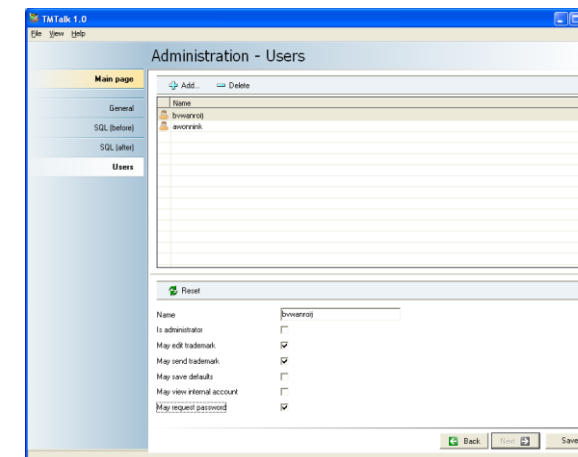 TMTalk 1.0
File View Help
Administration - Users
Main page
General
SQL (before)
SQL (after)
Users
Add... Delete
Name
bvwanroij
awonnink
Reset
Name bvwanroij
Is administrator
May edit trademark
May send trademark
May save defaults
May view internal account
May request password
Back Next Save